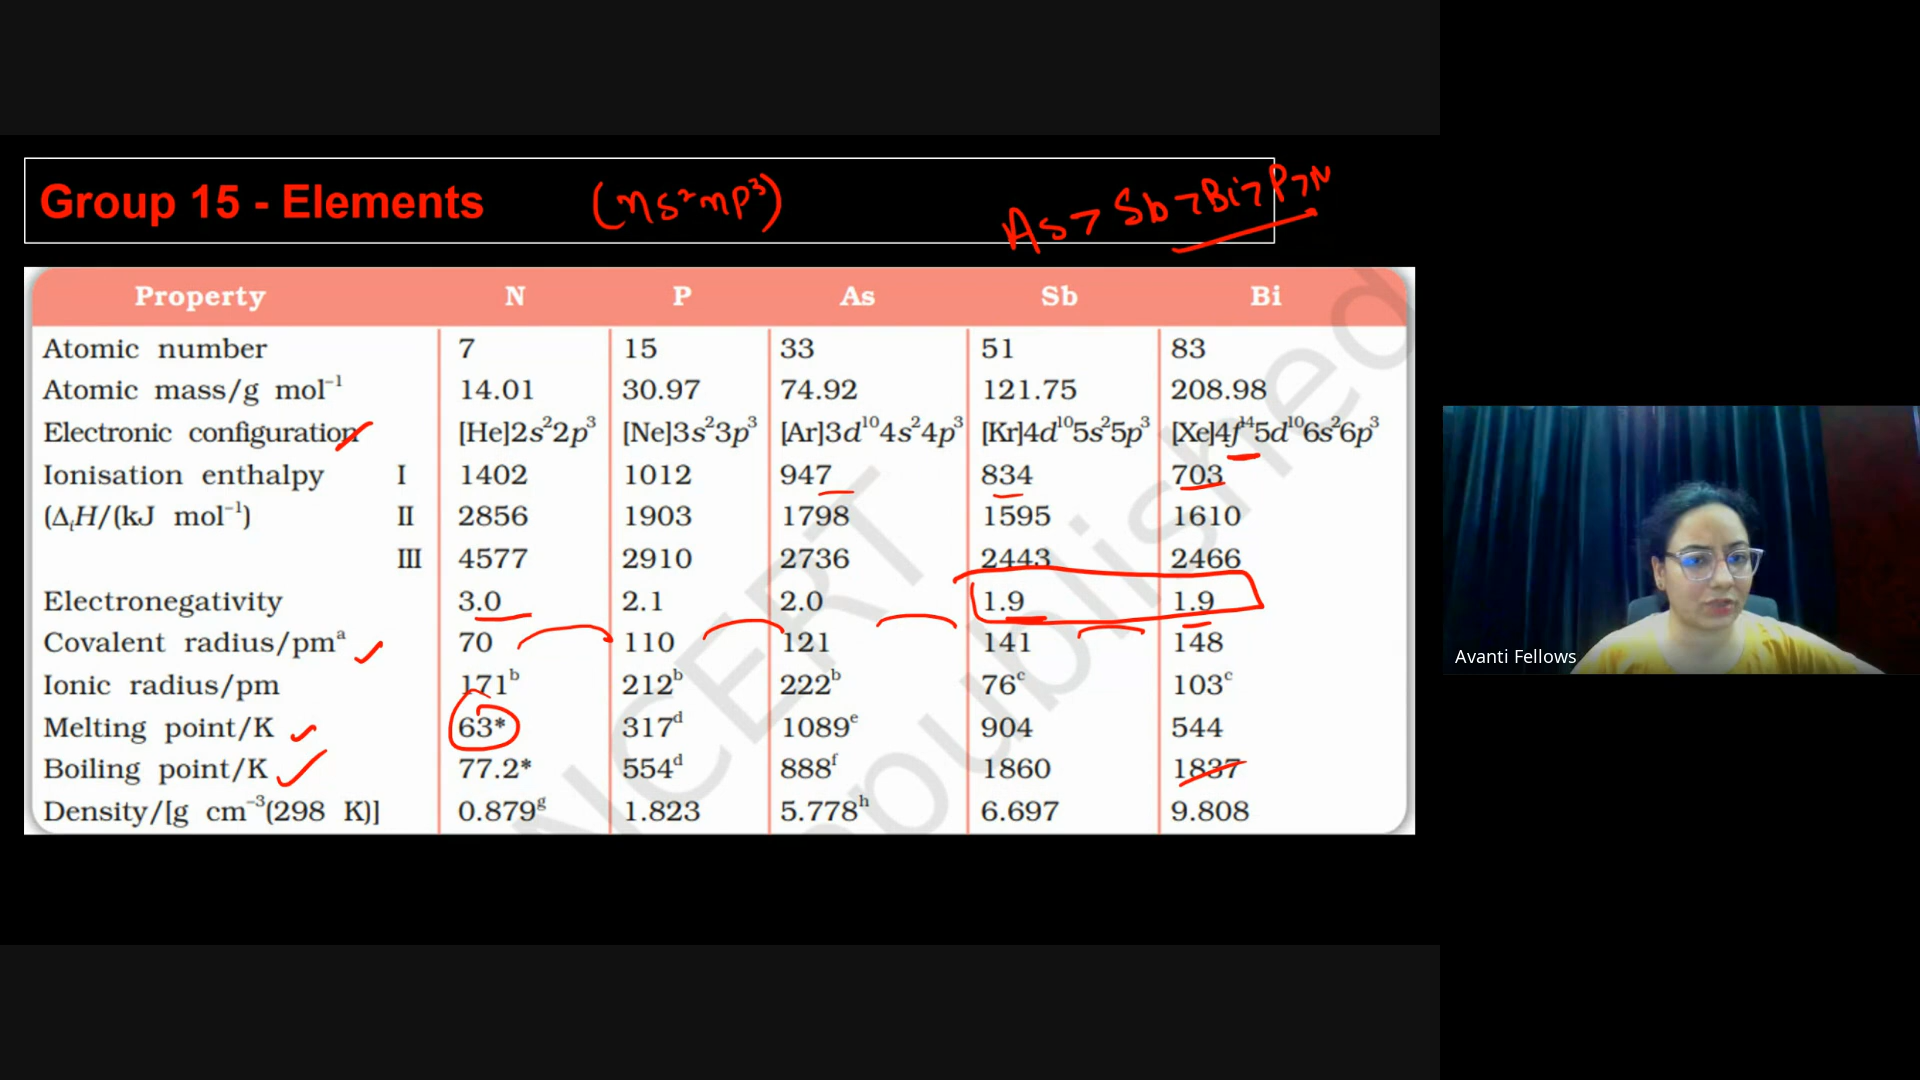 Group 15 - Elements (ns²np³) As > Sb > Bi > P > N
Property N P As Sb Bi
Atomic number 7 15 33 51 83
Atomic mass/g mol⁻¹ 14.01 30.97 74.92 121.75 208.98
Electronic configuration [He]2s²2p³ [Ne]3s²3p³ [Ar]3d¹⁰4s²4p³ [Kr]4d¹⁰5s²5p³ [Xe]4f¹⁴5d¹⁰6s²6p³
Ionisation enthalpy I 1402 1012 947 834 703
(ΔᵢH/(kJ mol⁻¹) II 2856 1903 1798 1595 1610
III 4577 2910 2736 2443 2466
Electronegativity 3.0 2.1 2.0 1.9 1.9
Covalent radius/pmᵃ 70 110 121 141 148
Ionic radius/pm 171ᵇ 212ᵇ 222ᵇ 76ᶜ 103ᶜ
Melting point/K 63* 317ᵈ 1089ᵉ 904 544
Boiling point/K 77.2* 554ᵈ 888ᶠ 1860 1837
Density/[g cm⁻³(298 K)] 0.879ᵍ 1.823 5.778ʰ 6.697 9.808
NCERT
republished
Avanti Fellows